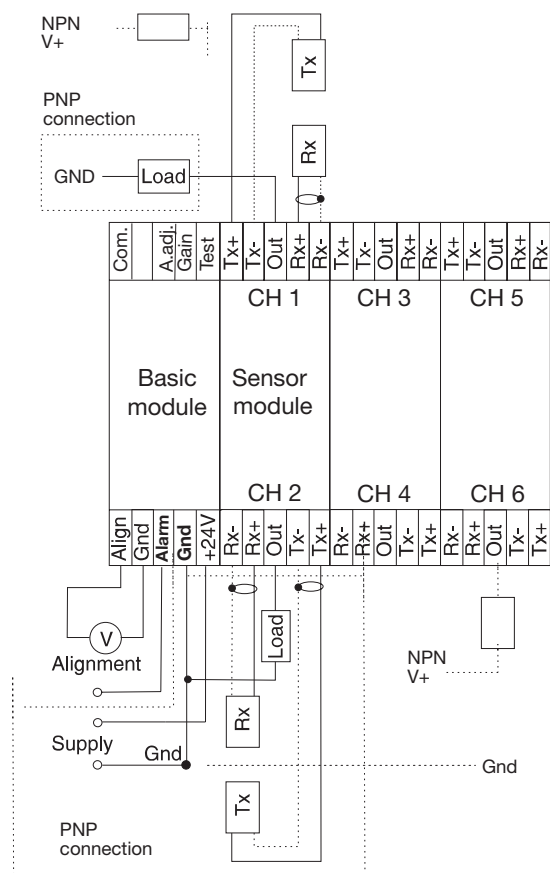 NPN
V+
Tx
PNP
connection
Rx
GND
Load
Com.
A.adj.
Gain
Test
Tx+
Tx-
Out
Rx+
Rx-
Tx+
Tx-
Out
Rx+
Rx-
Tx+
Tx-
Out
Rx+
Rx-
CH 1
CH 3
CH 5
Basic
module
Sensor
module
CH 2
CH 4
CH 6
Align
Gnd
Alarm
Gnd
+24V
Rx-
Rx+
Out
Tx-
Tx+
Rx-
Rx+
Out
Tx-
Tx+
Rx-
Rx+
Out
Tx-
Tx+
V
Alignment
Load
NPN
V+
Rx
Supply
Gnd
Gnd
Tx
PNP
connection